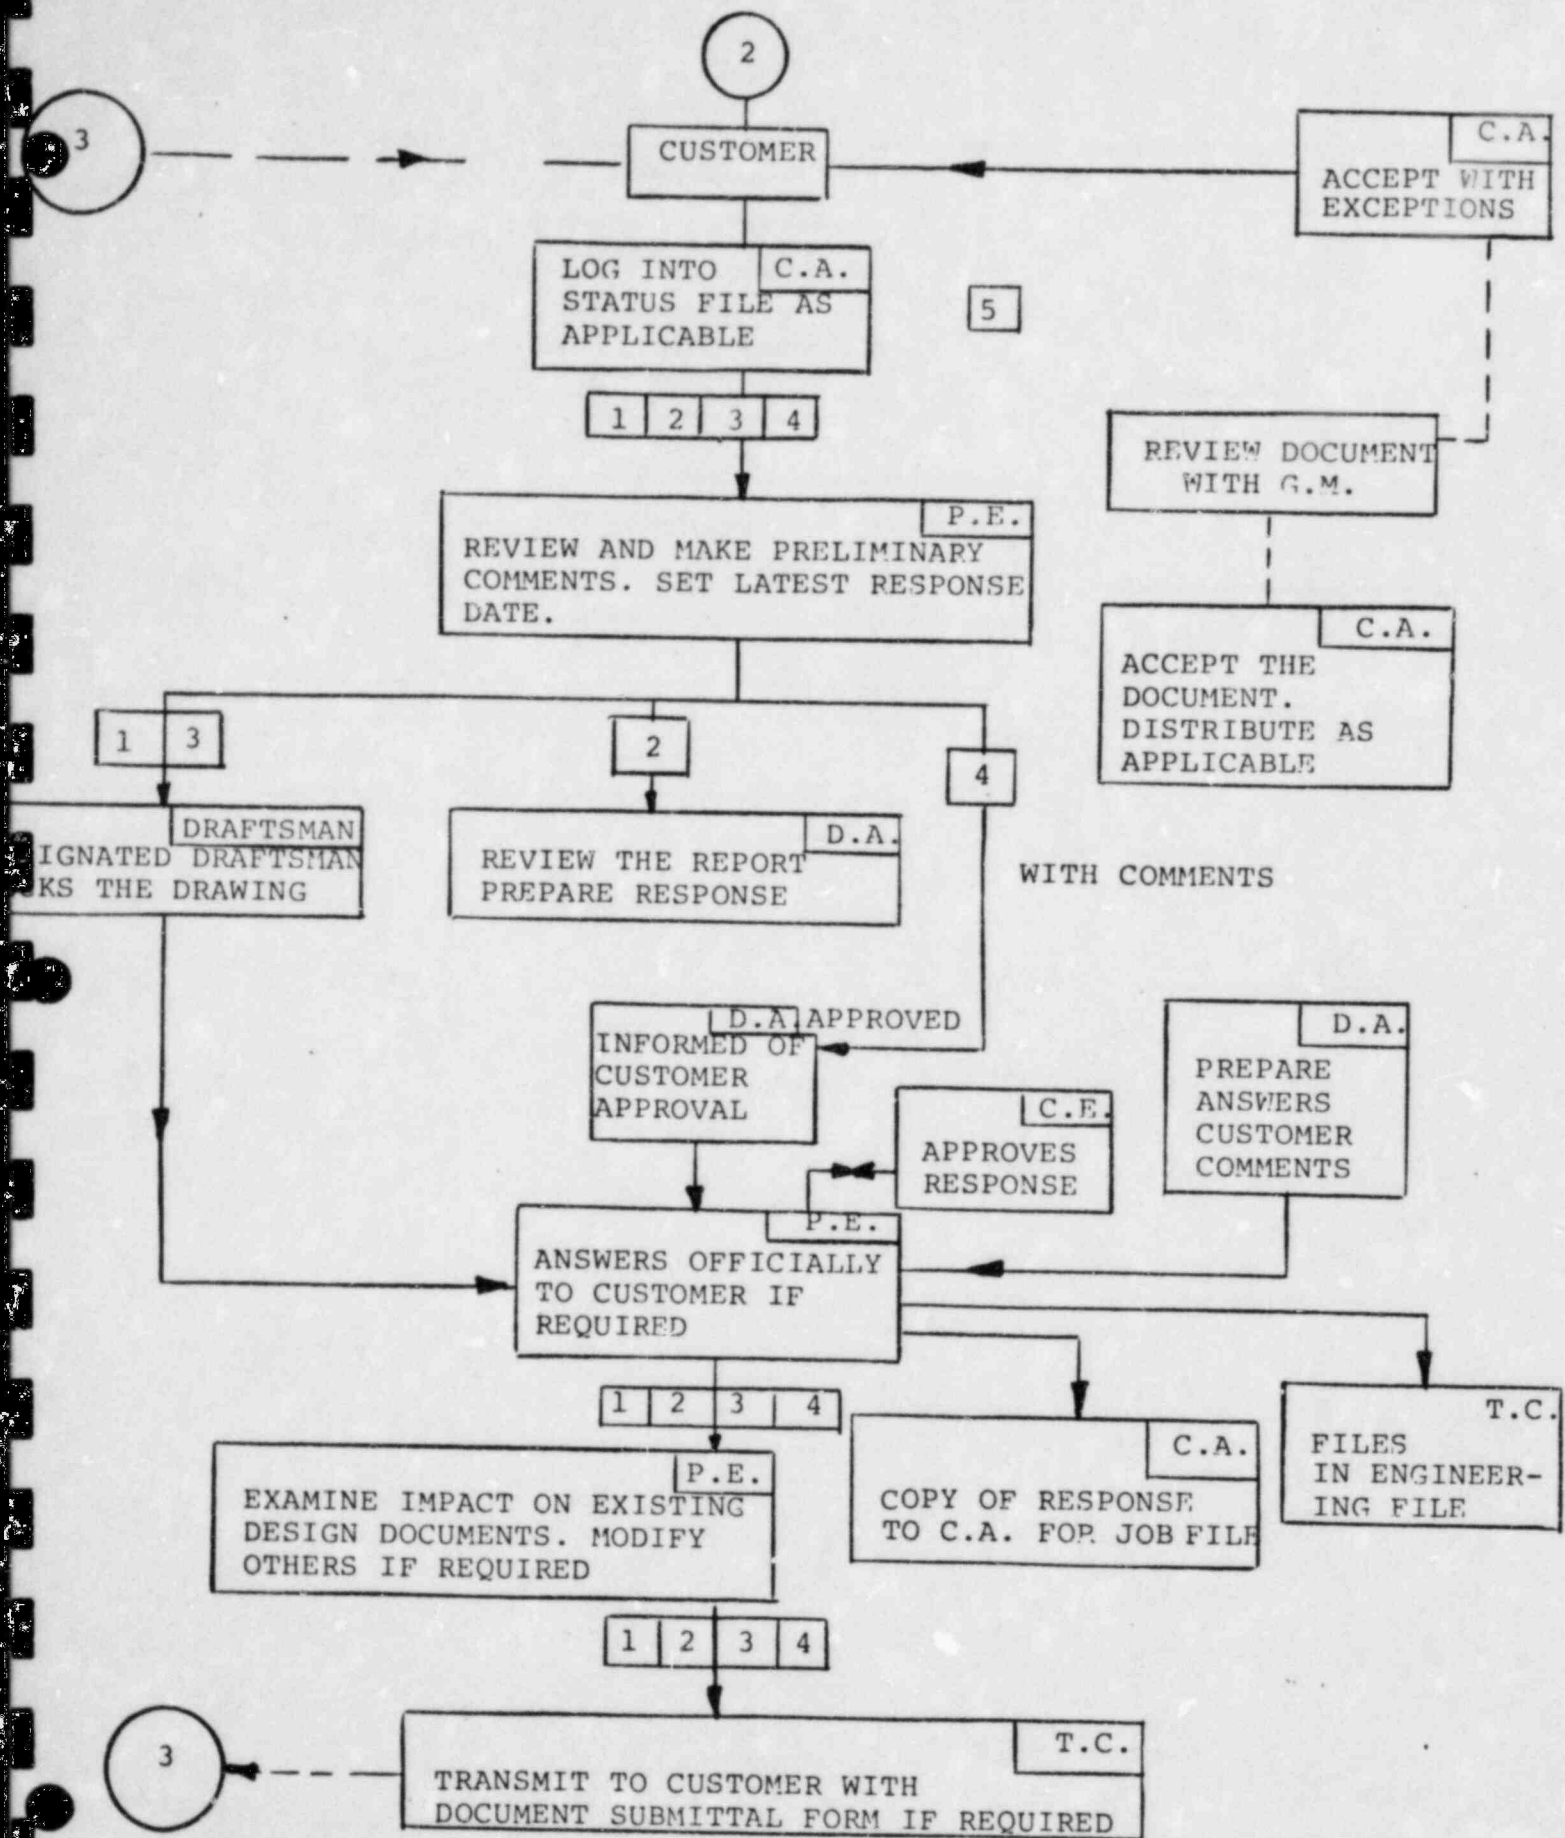 2
3
CUSTOMER
C.A.
ACCEPT WITH
EXCEPTIONS
LOG INTO C.A.
STATUS FILE AS
APPLICABLE
5
1 2 3 4
REVIEW DOCUMENT
WITH G.M.
P.E.
REVIEW AND MAKE PRELIMINARY
COMMENTS. SET LATEST RESPONSE
DATE.
C.A.
ACCEPT THE
DOCUMENT.
DISTRIBUTE AS
APPLICABLE
1 3
2
4
DRAFTSMAN
IGNATED DRAFTSMAN
KS THE DRAWING
D.A.
REVIEW THE REPORT
PREPARE RESPONSE
WITH COMMENTS
D.A. APPROVED
INFORMED OF
CUSTOMER
APPROVAL
D.A.
PREPARE
ANSWERS
CUSTOMER
COMMENTS
C.E.
APPROVES
RESPONSE
P.E.
ANSWERS OFFICIALLY
TO CUSTOMER IF
REQUIRED
1 2 3 4
T.C.
FILES
IN ENGINEER-
ING FILE
C.A.
COPY OF RESPONSE
TO C.A. FOR JOB FILE
P.E.
EXAMINE IMPACT ON EXISTING
DESIGN DOCUMENTS. MODIFY
OTHERS IF REQUIRED
1 2 3 4
3
T.C.
TRANSMIT TO CUSTOMER WITH
DOCUMENT SUBMITTAL FORM IF REQUIRED